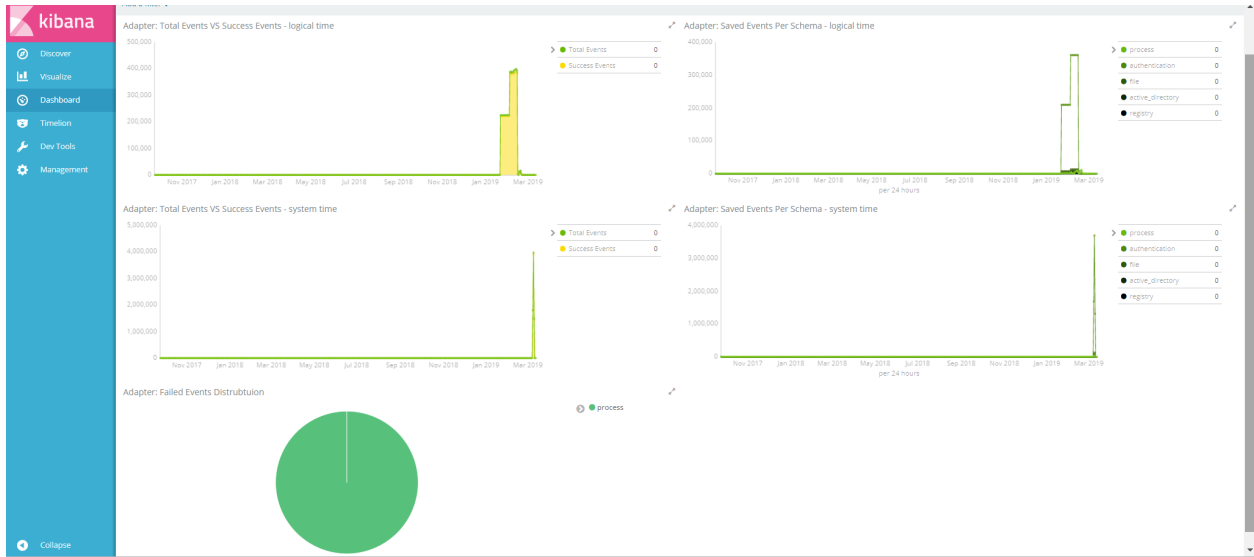 kibana
Discover
Visualize
Dashboard
Timelion
Dev Tools
Management
Collapse
Adapter: Total Events VS Success Events - logical time
500,000
400,000
300,000
200,000
100,000
0
Nov 2017 Jan 2018 Mar 2018 May 2018 Jul 2018 Sep 2018 Nov 2018 Jan 2019 Mar 2019
Total Events 0
Success Events 0
Adapter: Saved Events Per Schema - logical time
400,000
300,000
200,000
100,000
0
Nov 2017 Jan 2018 Mar 2018 May 2018 Jul 2018 Sep 2018 Nov 2018 Jan 2019 Mar 2019
per 24 hours
process 0
authentication 0
file 0
active_directory 0
registry 0
Adapter: Total Events VS Success Events - system time
5,000,000
4,000,000
3,000,000
2,000,000
1,000,000
0
Nov 2017 Jan 2018 Mar 2018 May 2018 Jul 2018 Sep 2018 Nov 2018 Jan 2019 Mar 2019
Total Events 0
Success Events 0
Adapter: Saved Events Per Schema - system time
4,000,000
3,000,000
2,000,000
1,000,000
0
Nov 2017 Jan 2018 Mar 2018 May 2018 Jul 2018 Sep 2018 Nov 2018 Jan 2019 Mar 2019
per 24 hours
process 0
authentication 0
file 0
active_directory 0
registry 0
Adapter: Failed Events Distrubtuion
process